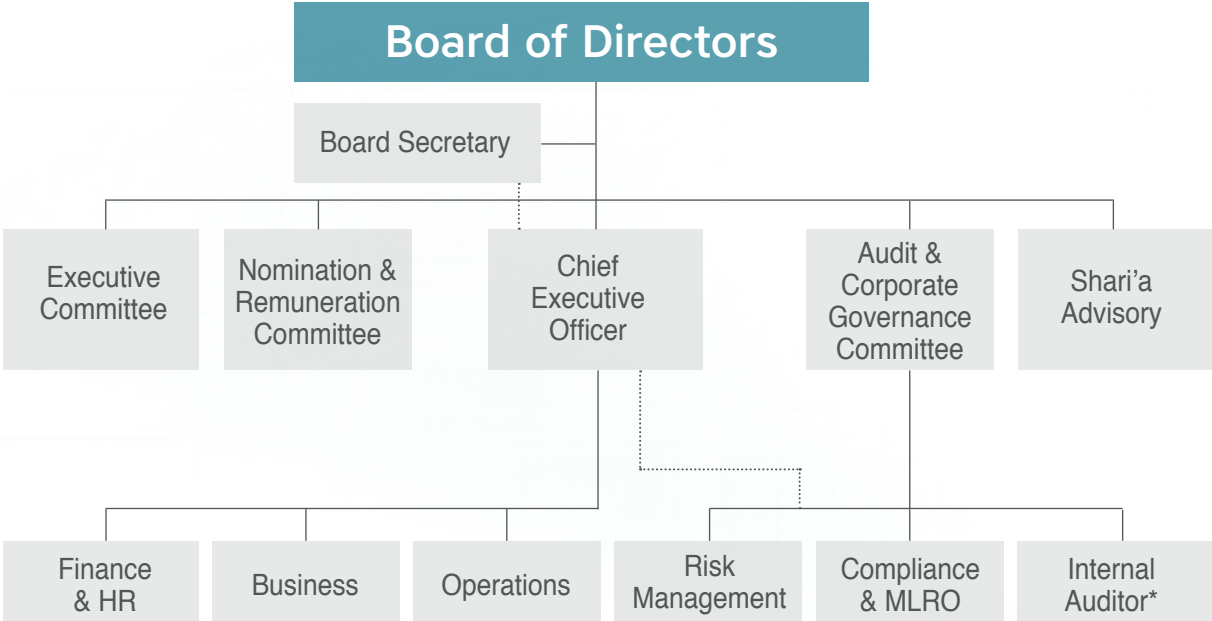 Board of Directors
Board Secretary
Executive
Committee
Nomination &
Remuneration
Committee
Chief
Executive
Officer
Audit &
Corporate
Governance
Committee
Shari’a
Advisory
Finance
& HR
Business
Operations
Risk
Management
Compliance
& MLRO
Internal
Auditor*